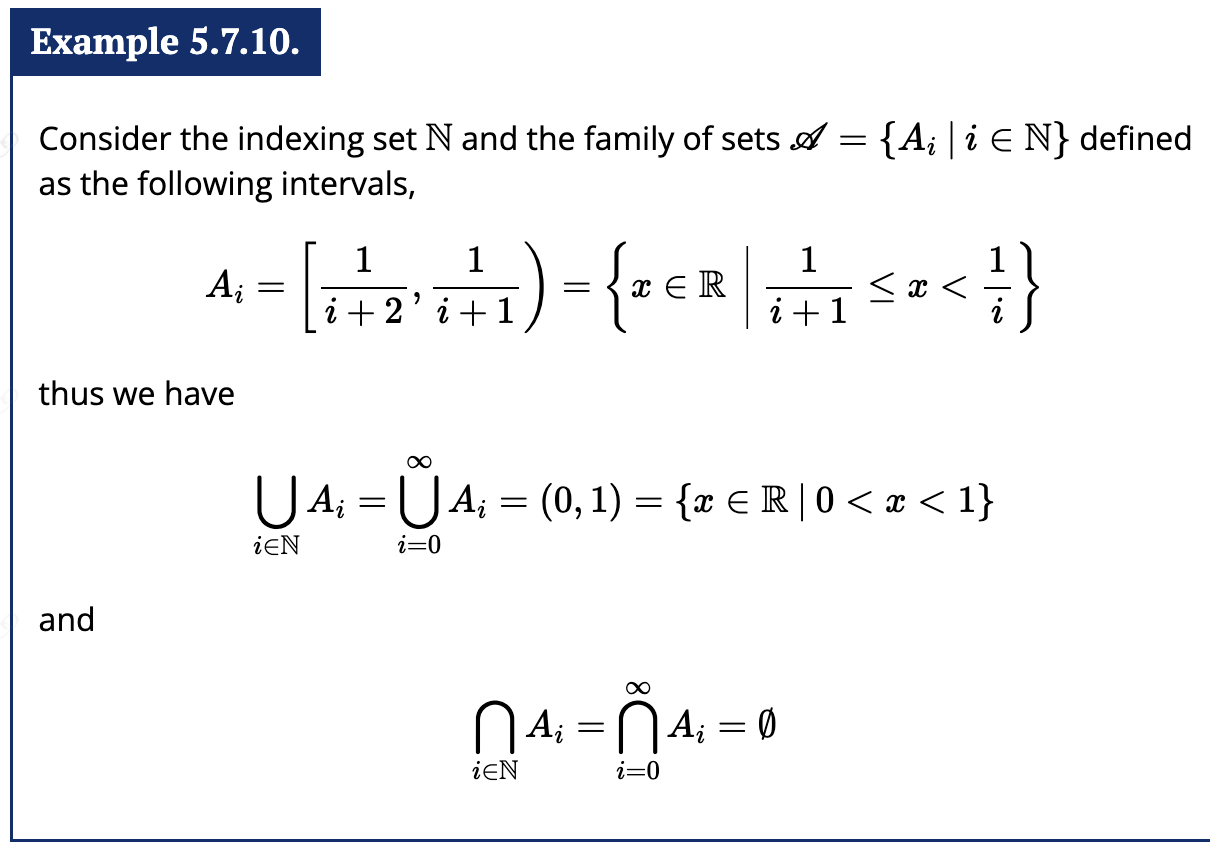 Example 5.7.10.
Consider the indexing set ℕ and the family of sets 𝒜 = {A_i | i ∈ ℕ} defined
as the following intervals,
A_i = [1/(i + 2), 1/(i + 1)) = {x ∈ ℝ | 1/(i + 1) ≤ x < 1/i}
thus we have
⋃_{i∈ℕ} A_i = ⋃_{i=0}^{∞} A_i = (0, 1) = {x ∈ ℝ | 0 < x < 1}
and
⋂_{i∈ℕ} A_i = ⋂_{i=0}^{∞} A_i = ∅